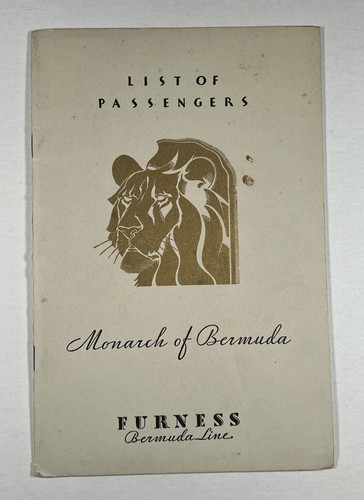 LIST OF
PASSENGERS
Monarch of Bermuda
FURNESS
Bermuda Line